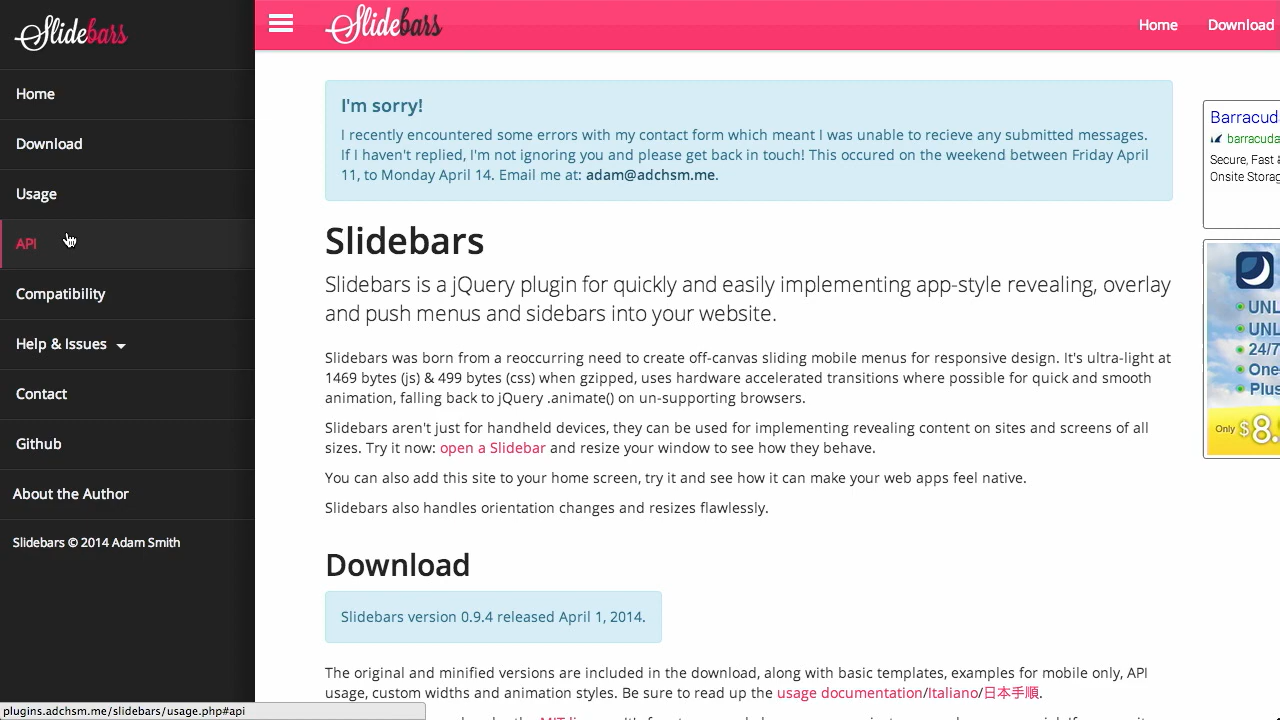 Slidebars
Home
Download
Usage
API
Compatibility
Help & Issues
Contact
Github
About the Author
Slidebars © 2014 Adam Smith
Slidebars
Home
Download
I'm sorry!
I recently encountered some errors with my contact form which meant I was unable to recieve any submitted messages.
If I haven't replied, I'm not ignoring you and please get back in touch! This occured on the weekend between Friday April
11, to Monday April 14. Email me at: adam@adchsm.me.
Slidebars
Slidebars is a jQuery plugin for quickly and easily implementing app-style revealing, overlay
and push menus and sidebars into your website.
Slidebars was born from a reoccurring need to create off-canvas sliding mobile menus for responsive design. It's ultra-light at
1469 bytes (js) & 499 bytes (css) when gzipped, uses hardware accelerated transitions where possible for quick and smooth
animation, falling back to jQuery .animate() on un-supporting browsers.
Slidebars aren't just for handheld devices, they can be used for implementing revealing content on sites and screens of all
sizes. Try it now: open a Slidebar and resize your window to see how they behave.
You can also add this site to your home screen, try it and see how it can make your web apps feel native.
Slidebars also handles orientation changes and resizes flawlessly.
Download
Slidebars version 0.9.4 released April 1, 2014.
The original and minified versions are included in the download, along with basic templates, examples for mobile only, API
usage, custom widths and animation styles. Be sure to read up the usage documentation/Italiano/日本手順.
Barracud
barracuda
Secure, Fast
Onsite Storag
UNL
UNL
24/7
One
Plus
Only $8.
plugins.adchsm.me/slidebars/usage.php#api